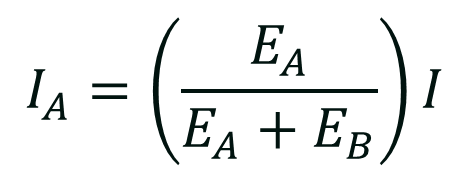 I_A = (E_A / (E_A + E_B)) I